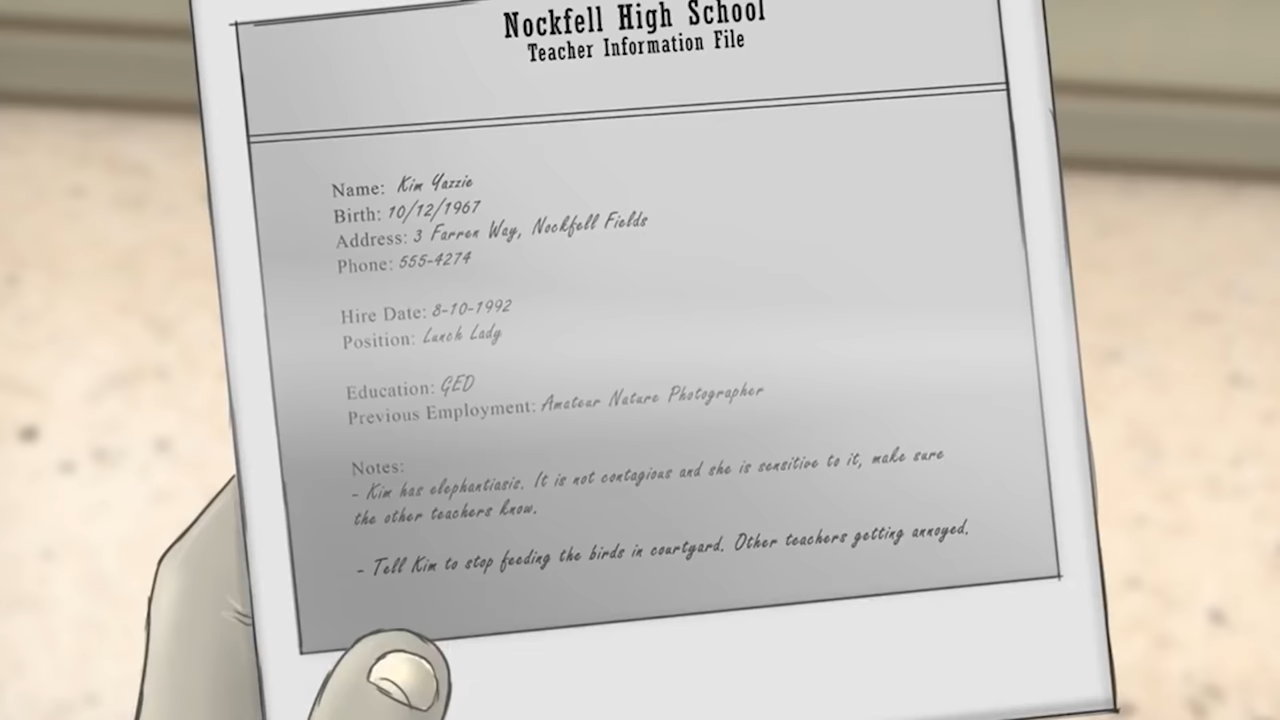 Nockfell High School
Teacher Information File
Name: Kim Yazzie
Birth: 10/12/1967
Address: 3 Farren Way, Nockfell Fields
Phone: 555-4274
Hire Date: 8-10-1992
Position: Lunch Lady
Education: GED
Previous Employment: Amateur Nature Photographer
Notes:
- Kim has elephantiasis. It is not contagious and she is sensitive to it, make sure
the other teachers know.
- Tell Kim to stop feeding the birds in courtyard. Other teachers getting annoyed.